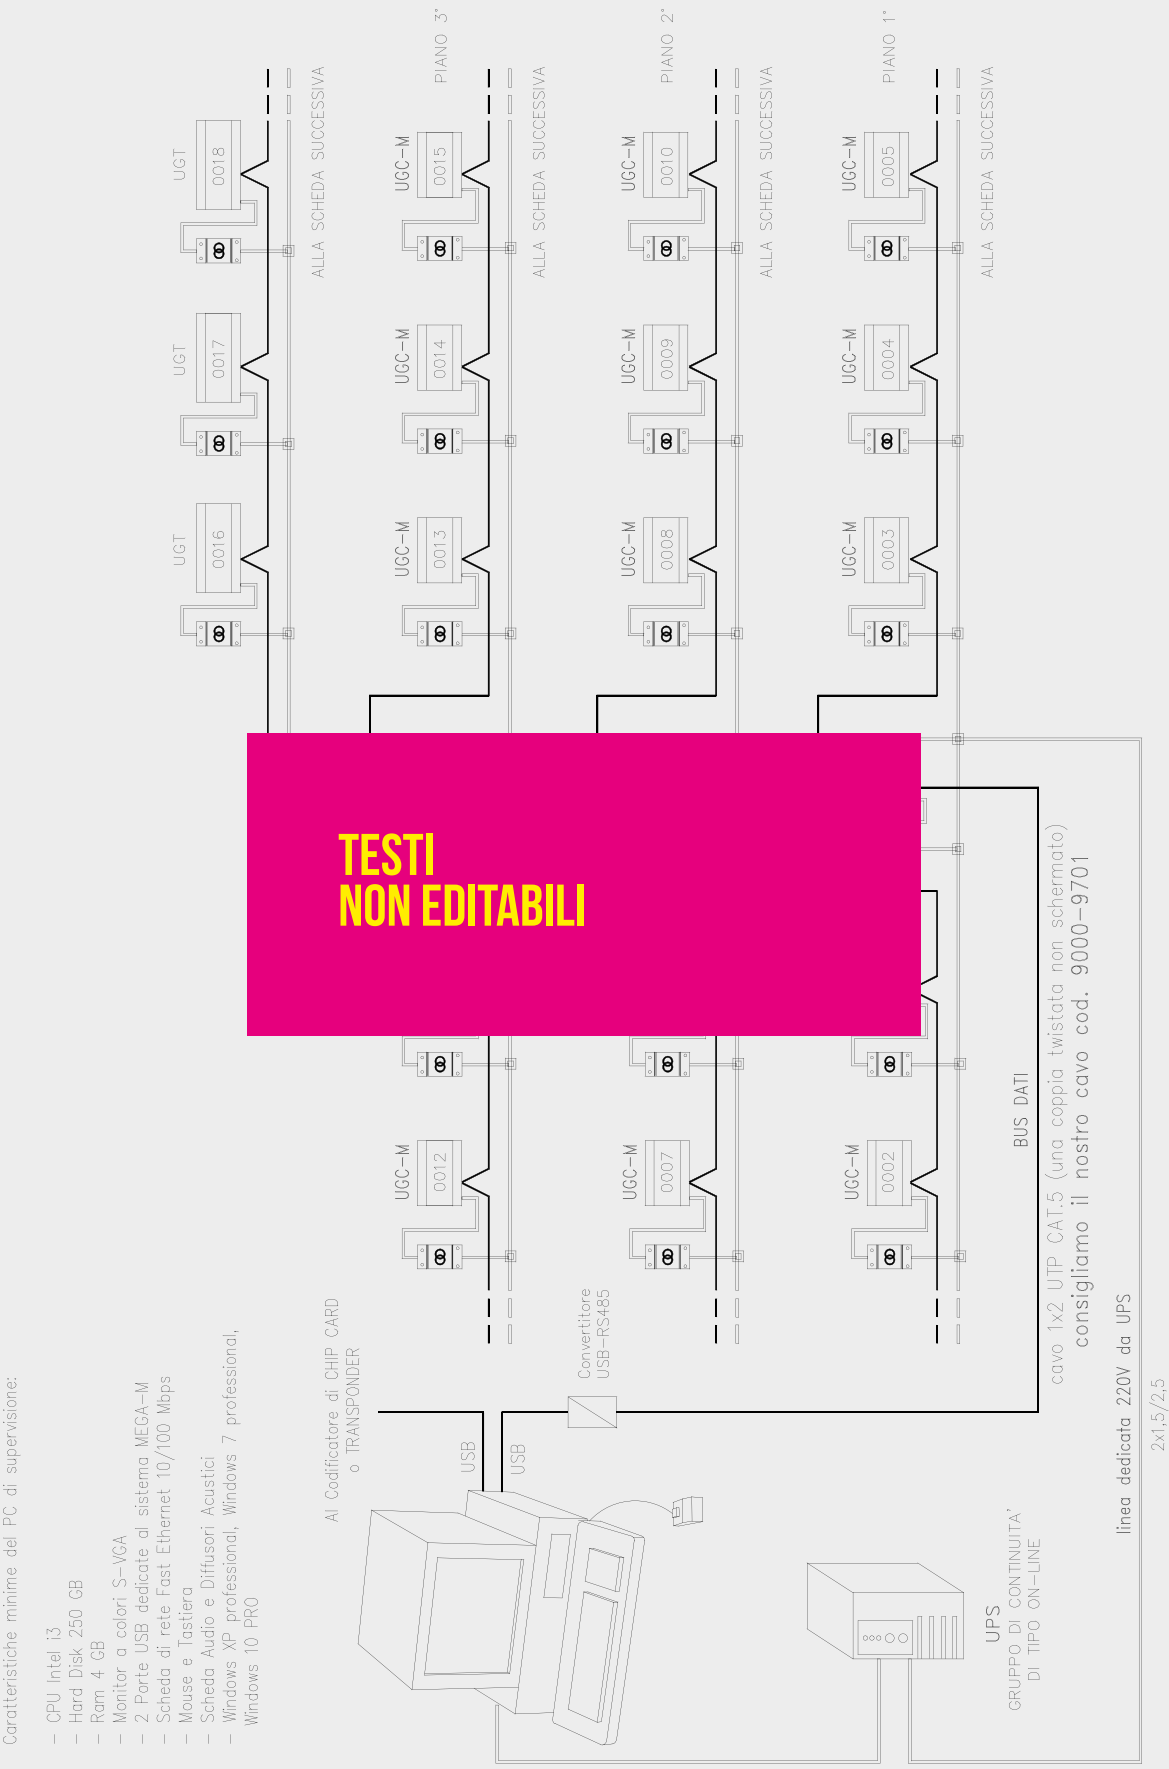 UGT
0018
ALLA SCHEDA SUCCESSIVA
PIANO 3°
UGC-M
0015
ALLA SCHEDA SUCCESSIVA
PIANO 2°
UGC-M
0010
ALLA SCHEDA SUCCESSIVA
PIANO 1°
UGC-M
0005
ALLA SCHEDA SUCCESSIVA
UGT
0017
UGC-M
0014
UGC-M
0009
UGC-M
0004
UGT
0016
UGC-M
0013
UGC-M
0008
UGC-M
0003
TESTI
NON EDITABILI
UGC-M
0012
UGC-M
0007
UGC-M
0002
BUS DATI
cavo 1x2 UTP CAT.5 (una coppia twistata non schermato)
consigliamo il nostro cavo cod. 9000-9701
linea dedicata 220V da UPS
2x1,5/2,5
Convertitore
USB-RS485
Al Codificatore di CHIP CARD
o TRANSPONDER
USB
USB
UPS
GRUPPO DI CONTINUITA'
DI TIPO ON-LINE
Caratteristiche minime del PC di supervisione:
- CPU Intel i3
- Hard Disk 250 GB
- Ram 4 GB
- Monitor a colori S-VGA
- 2 Porte USB dedicate al sistema MEGA-M
- Scheda di rete Fast Ethernet 10/100 Mbps
- Mouse e Tastiera
- Scheda Audio e Diffusori Acustici
- Windows XP professional, Windows 7 professional,
Windows 10 PRO